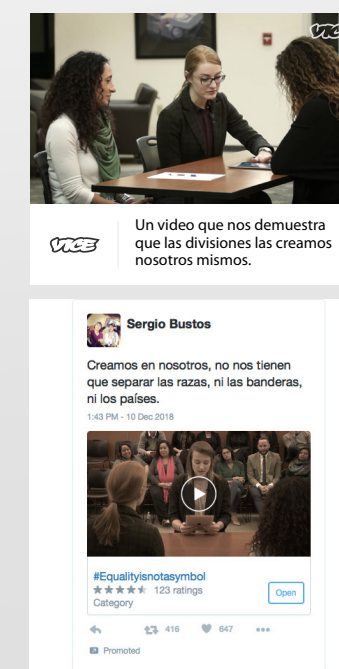 VICE
VICE
Un video que nos demuestra
que las divisiones las creamos
nosotros mismos.
Sergio Bustos
Creamos en nosotros, no nos tienen
que separar las razas, ni las banderas,
ni los países.
1:43 PM - 10 Dec 2018
#Equalityisnotasymbol
123 ratings
Open
Category
416
647
Promoted